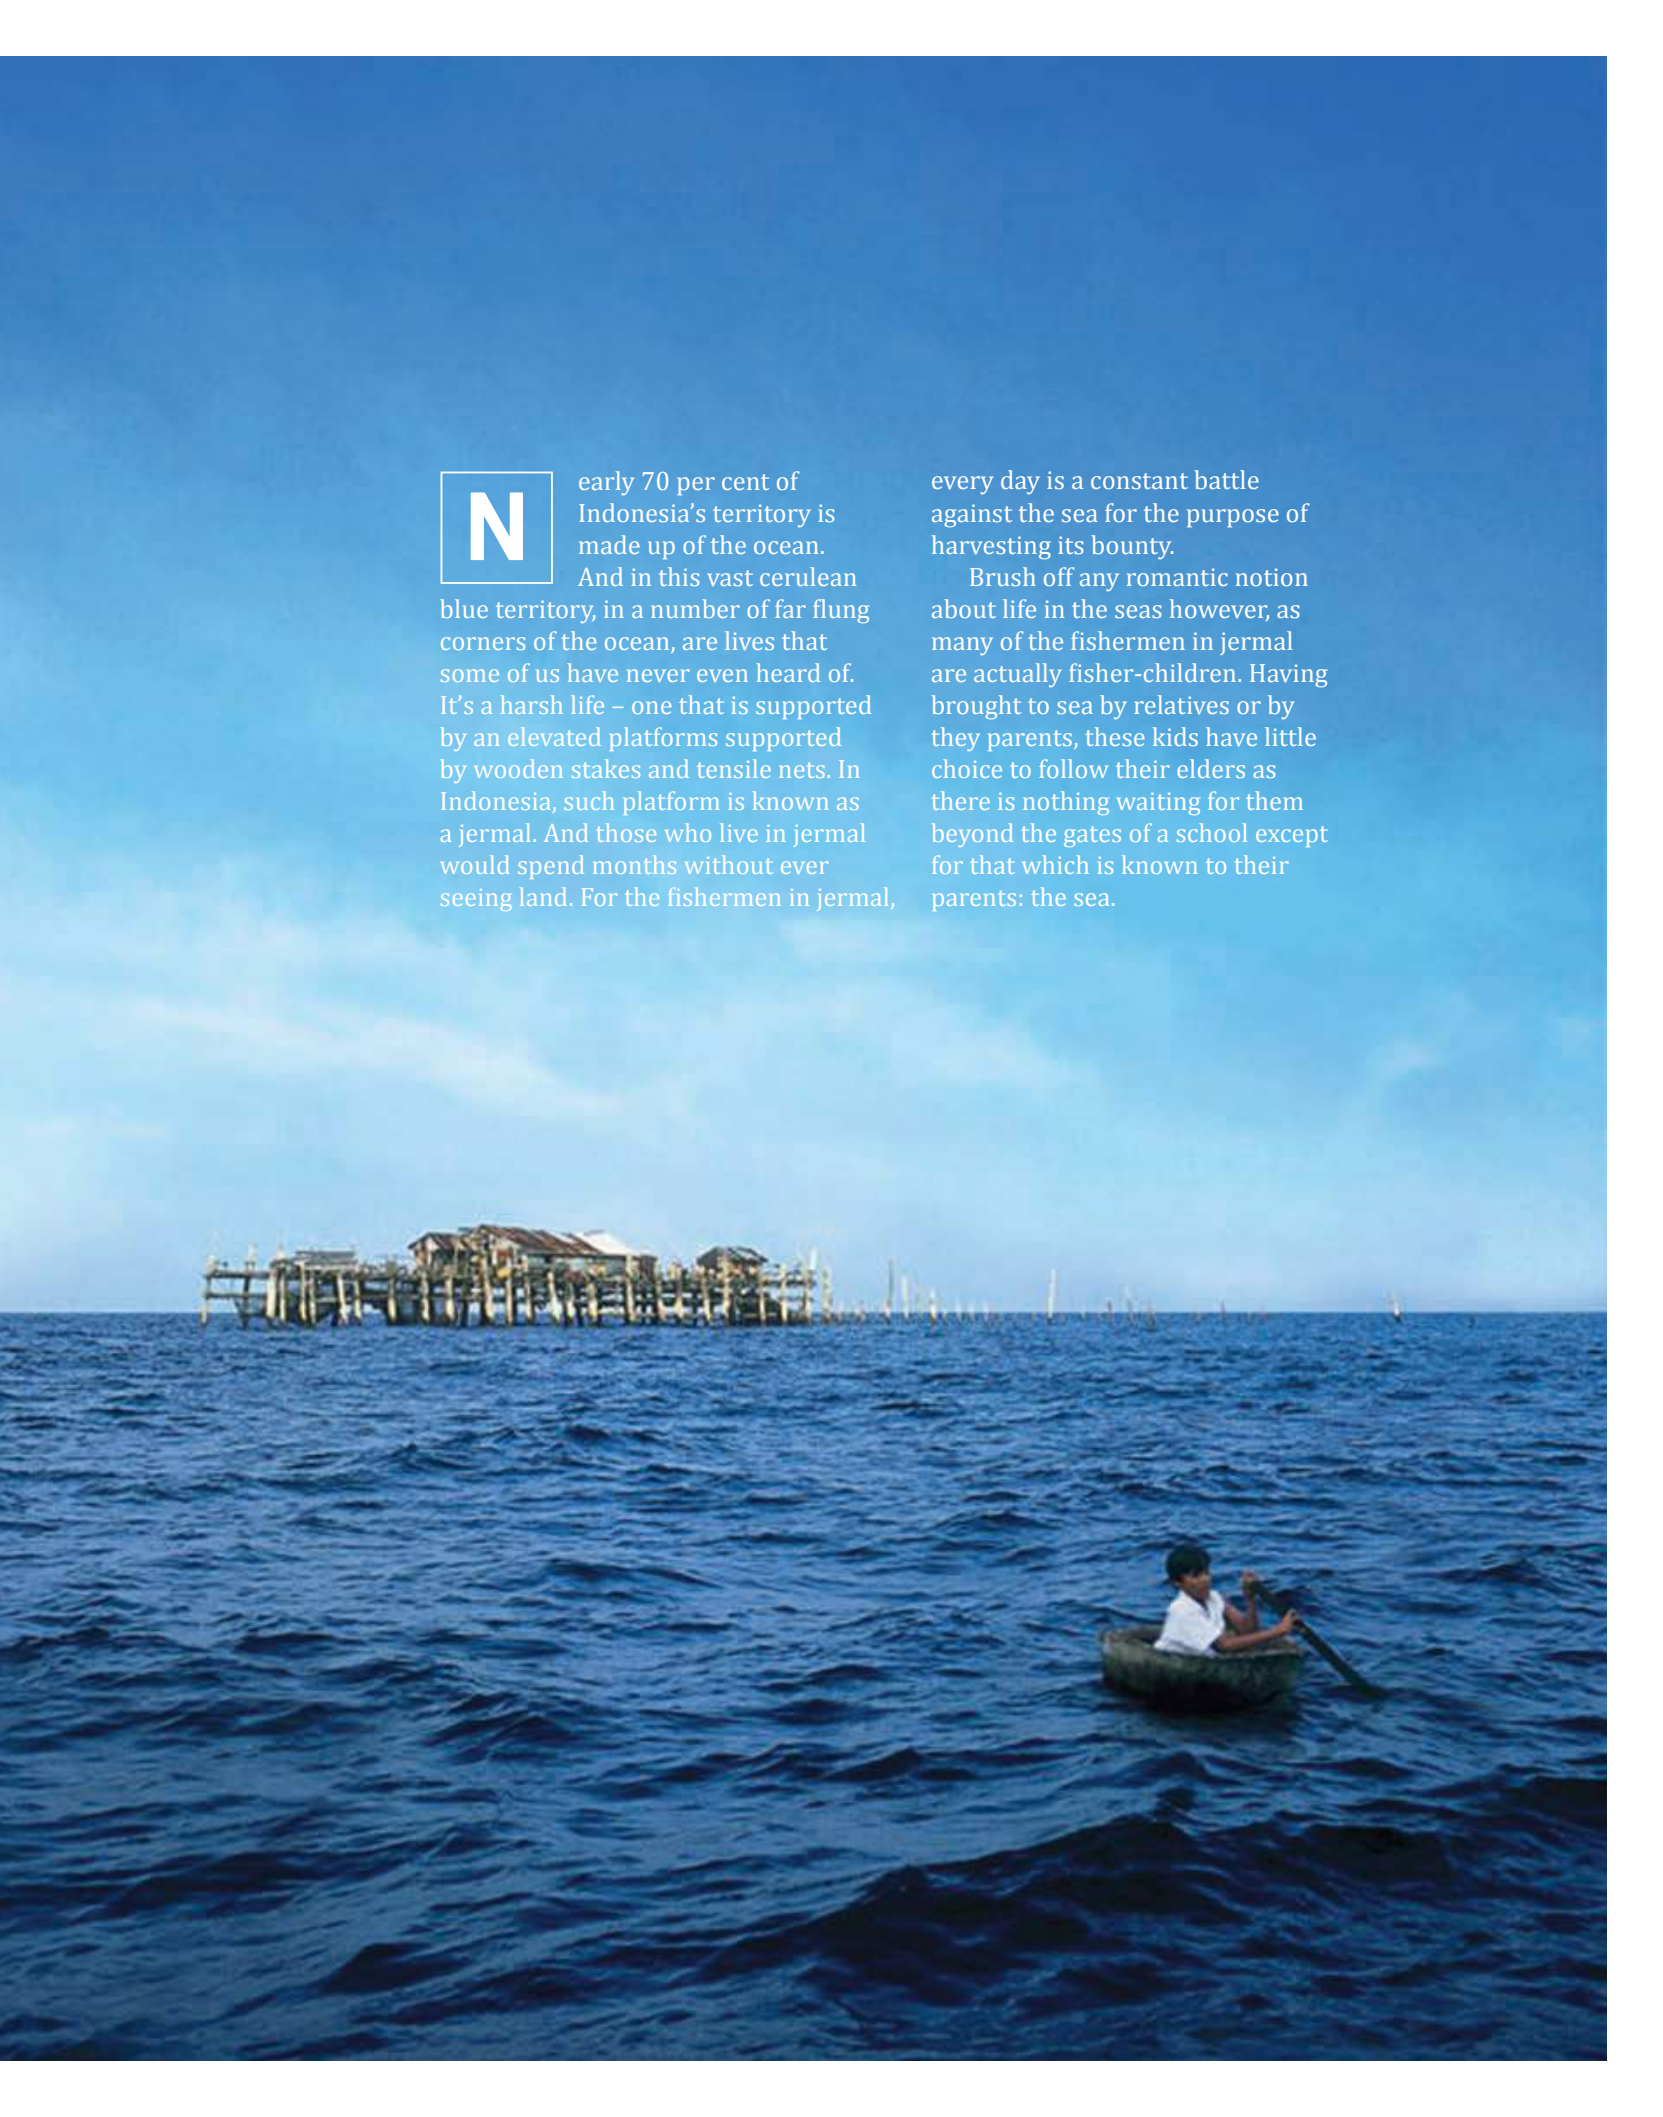 Nearly 70 per cent of
Indonesia’s territory is
made up of the ocean.
And in this vast cerulean
blue territory, in a number of far flung
corners of the ocean, are lives that
some of us have never even heard of.
It’s a harsh life – one that is supported
by an elevated platforms supported
by wooden stakes and tensile nets. In
Indonesia, such platform is known as
a jermal. And those who live in jermal
would spend months without ever
seeing land. For the fishermen in jermal,
every day is a constant battle
against the sea for the purpose of
harvesting its bounty.
Brush off any romantic notion
about life in the seas however, as
many of the fishermen in jermal
are actually fisher-children. Having
brought to sea by relatives or by
they parents, these kids have little
choice to follow their elders as
there is nothing waiting for them
beyond the gates of a school except
for that which is known to their
parents: the sea.